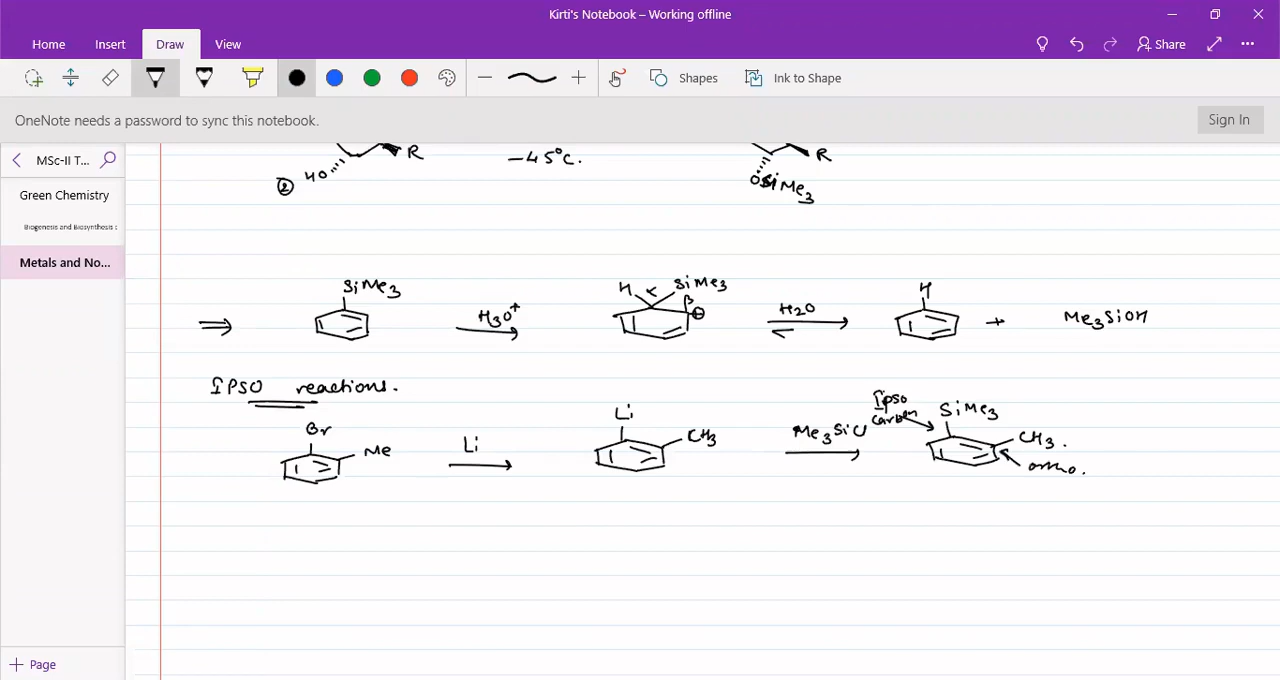 Kirti's Notebook – Working offline
Home Insert Draw View
Share
Shapes Ink to Shape
OneNote needs a password to sync this notebook. Sign In
MSc-II T...
Green Chemistry
Biogenesis and Biosynthesis
Metals and No...
Page
R
HO
②
-45°C.
R
OSiMe3
SiMe3
⇒
H3O+
H α SiMe3
β
⊖
H2O
H
+ Me3SiOH
IPSO reactions.
Br
Me
Li
Li
CH3
Me3SiCl
Ipso
carbon
SiMe3
CH3.
ortho.